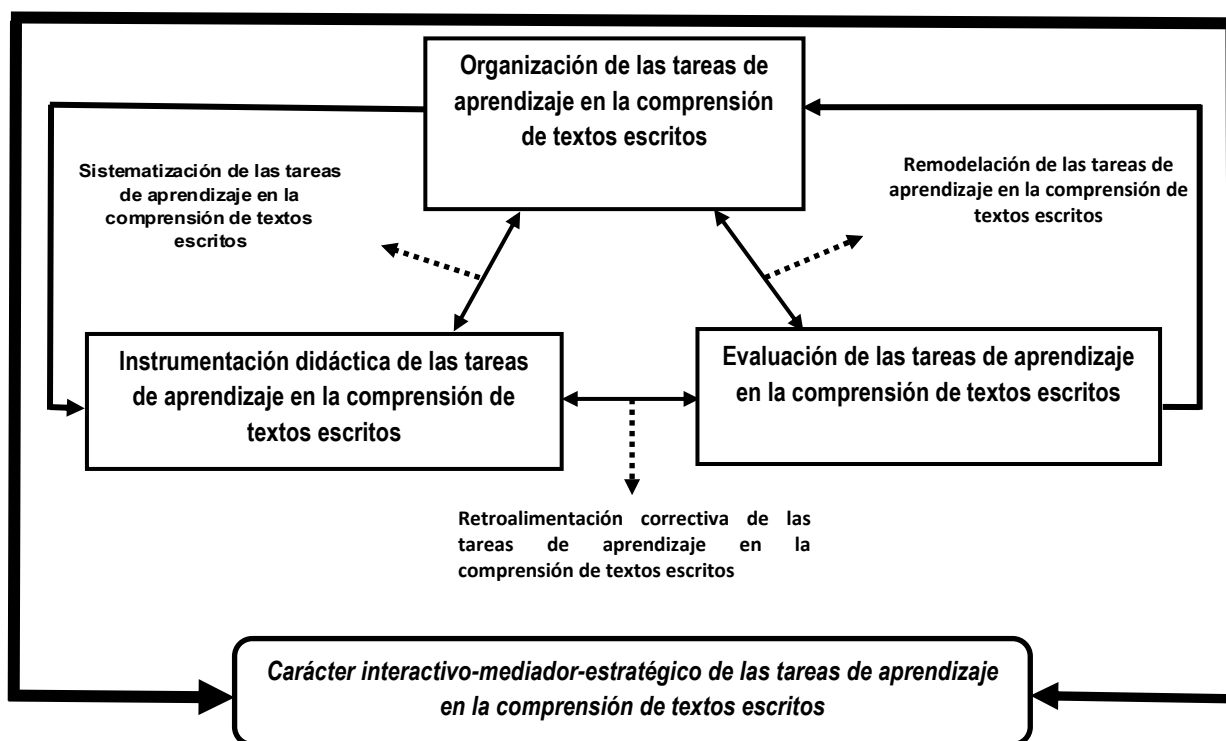 Organización de las tareas de
aprendizaje en la comprensión
de textos escritos
Sistematización de las tareas
de aprendizaje en la
comprensión de textos
escritos
Remodelación de las tareas de
aprendizaje en la comprensión de
textos escritos
Instrumentación didáctica de las tareas
de aprendizaje en la comprensión de
textos escritos
Evaluación de las tareas de aprendizaje
en la comprensión de textos escritos
Retroalimentación correctiva de las
tareas de aprendizaje en la
comprensión de textos escritos
Carácter interactivo-mediador-estratégico de las tareas de aprendizaje
en la comprensión de textos escritos